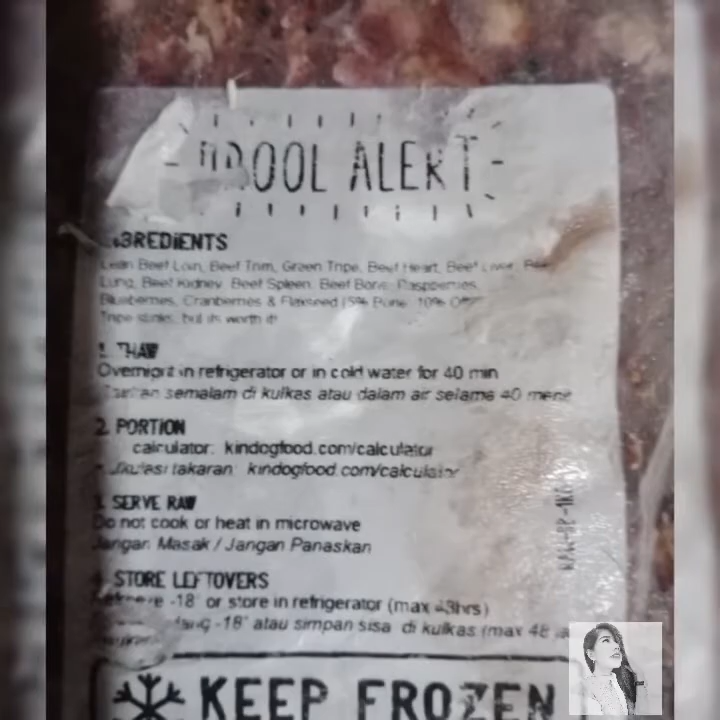 DROOL ALERT
INGREDIENTS
Lean Beef Loin, Beef Trim, Green Tripe, Beef Heart, Beef Liver, Beef
Lung, Beef Kidney, Beef Spleen, Beef Bone, Raspberries,
Blueberries, Cranberries & Flaxseed (5% Bone, 10%
Tripe stinks, but its worth it!
1. THAW
Overnight in refrigerator or in cold water for 40 min
semalam di kulkas atau dalam air selama 40 menit
2. PORTION
calculator: kindogfood.com/calculator
takaran: kindogfood.com/calculator
3. SERVE RAW
Do not cook or heat in microwave
Jangan Masak / Jangan Panaskan
4. STORE LEFTOVERS
-18° or store in refrigerator (max 48hrs)
-18° atau simpan sisa di kulkas (max 48
KEEP FROZEN